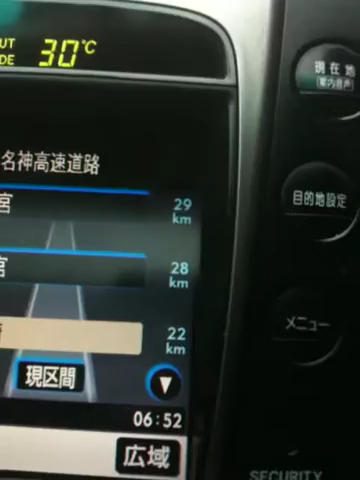 UT
DE
30°C
現在地
案内音声
名神高速道路
宮
29
km
目的地設定
宮
28
km
22
km
メニュー
現区間
06:52
広域
SECURITY